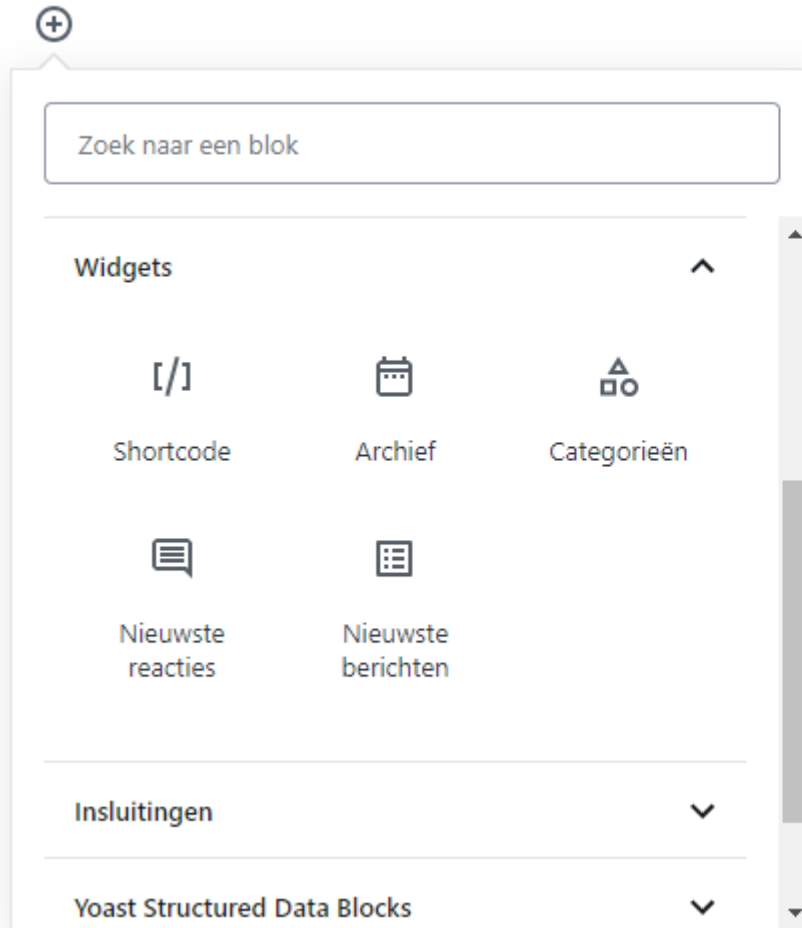 Zoek naar een blok
Widgets
[/]
Shortcode
Archief
Categorieën
Nieuwste
reacties
Nieuwste
berichten
Insluitingen
Yoast Structured Data Blocks